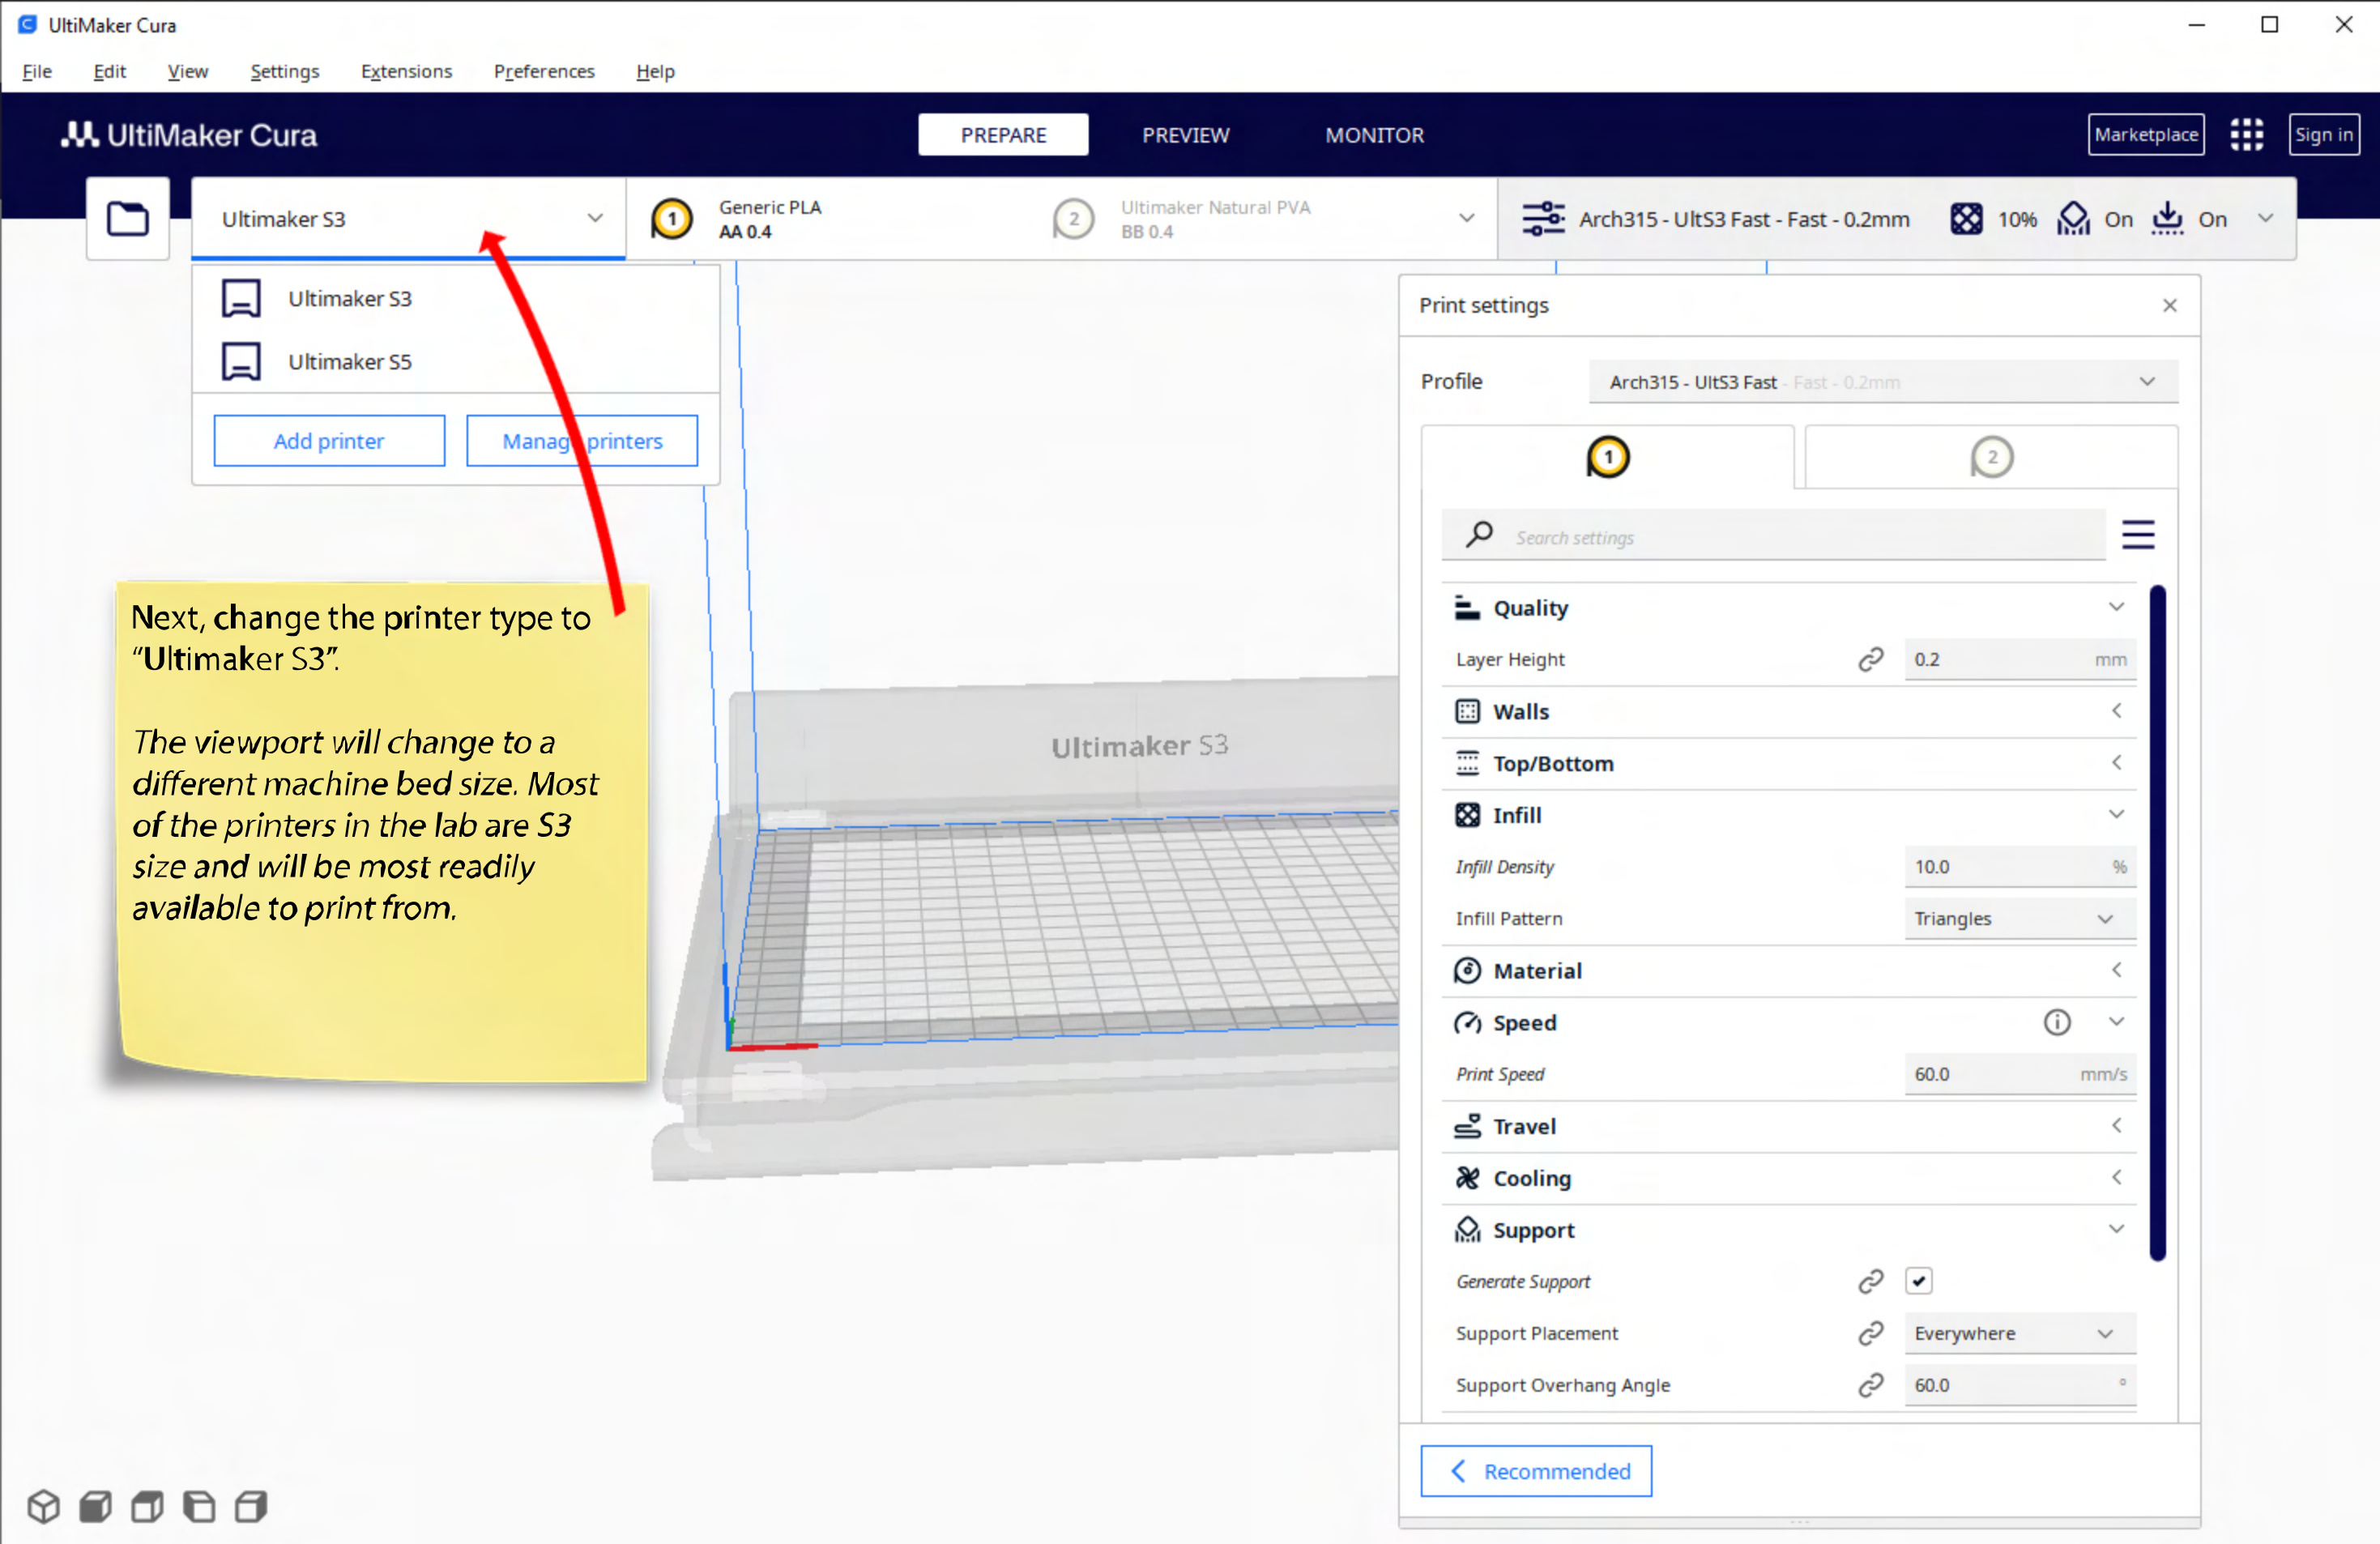 UltiMaker Cura
File Edit View Settings Extensions Preferences Help
UltiMaker Cura
PREPARE PREVIEW MONITOR
Marketplace
Sign in
Ultimaker S3
1 Generic PLA
AA 0.4
2 Ultimaker Natural PVA
BB 0.4
Arch315 - UltS3 Fast - Fast - 0.2mm 10% On On
Ultimaker S3
Ultimaker S5
Add printer
Manage printers
Next, change the printer type to
“Ultimaker S3”.
The viewport will change to a
different machine bed size. Most
of the printers in the lab are S3
size and will be most readily
available to print from.
Ultimaker S3
Print settings
Profile Arch315 - UltS3 Fast - Fast - 0.2mm
1 2
Search settings
Quality
Layer Height 0.2 mm
Walls
Top/Bottom
Infill
Infill Density 10.0 %
Infill Pattern Triangles
Material
Speed
Print Speed 60.0 mm/s
Travel
Cooling
Support
Generate Support
Support Placement Everywhere
Support Overhang Angle 60.0 °
Recommended